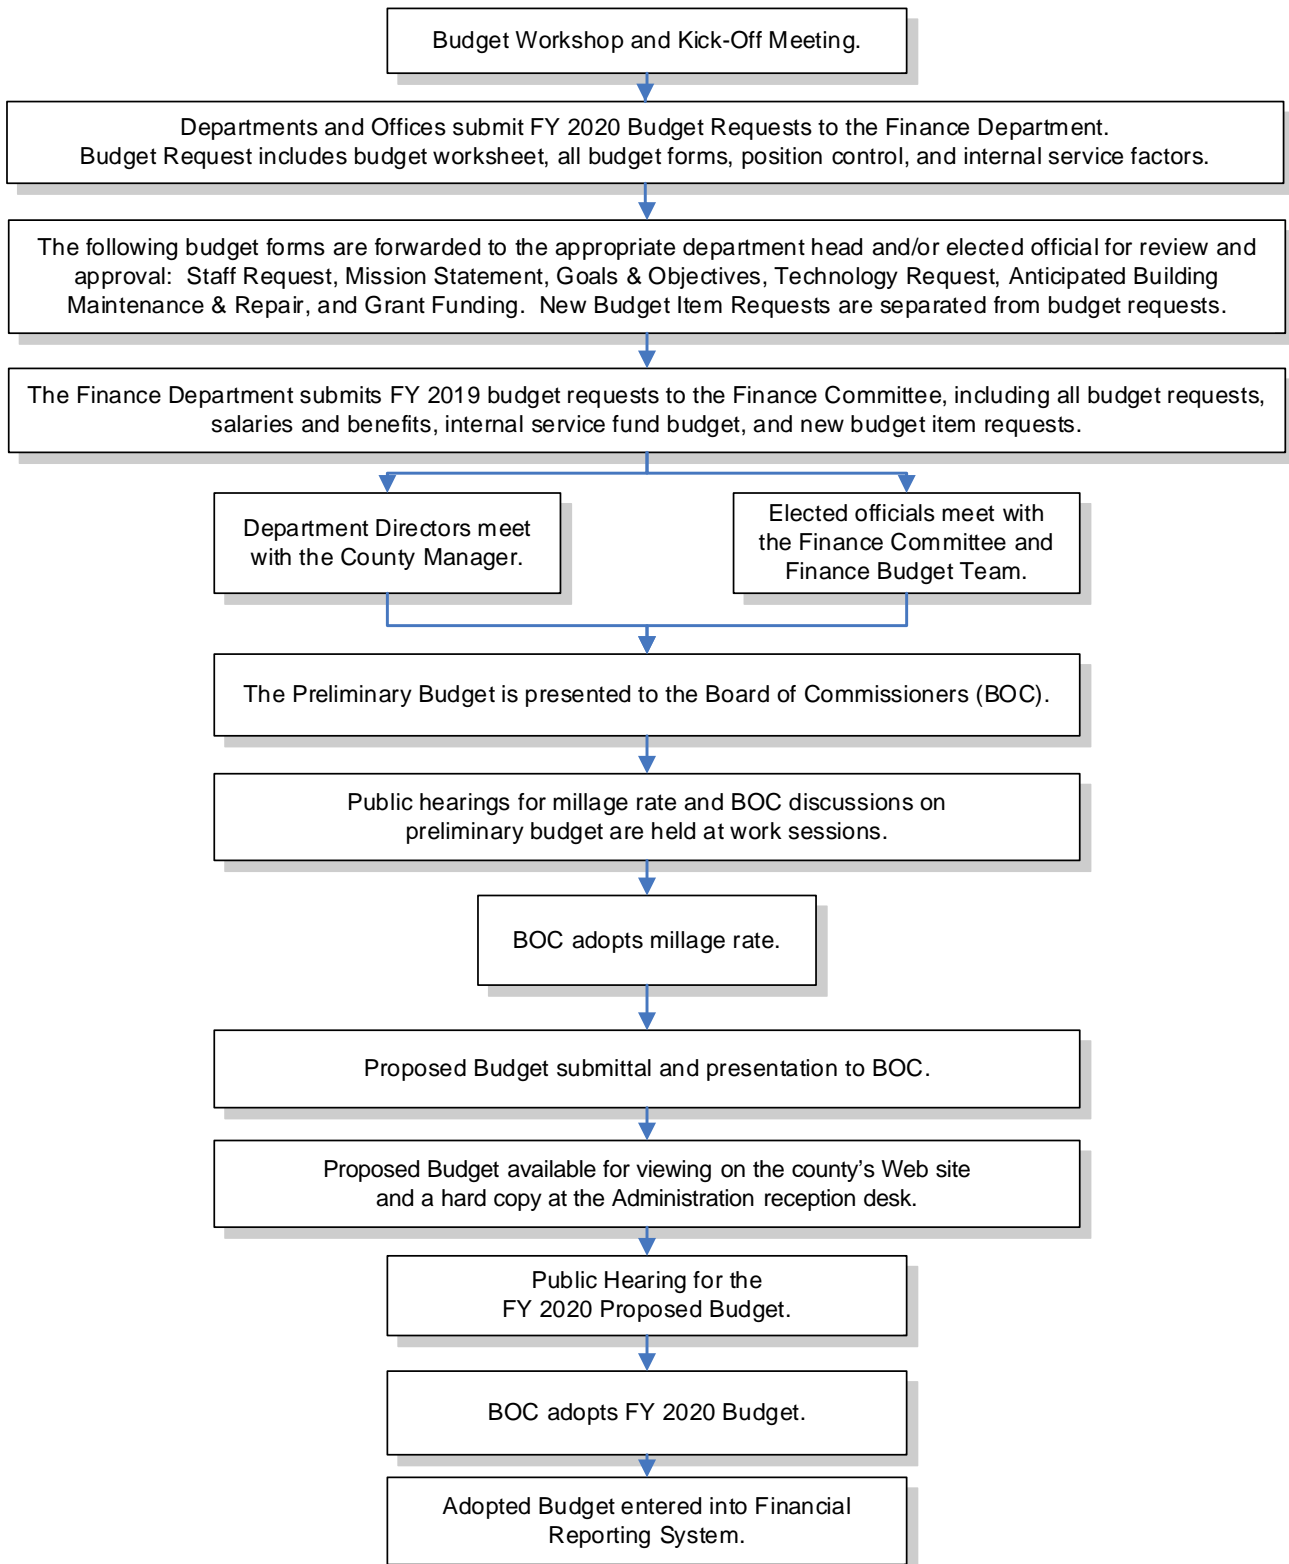 Budget Workshop and Kick-Off Meeting.
Departments and Offices submit FY 2020 Budget Requests to the Finance Department.
Budget Request includes budget worksheet, all budget forms, position control, and internal service factors.
The following budget forms are forwarded to the appropriate department head and/or elected official for review and
approval:  Staff Request, Mission Statement, Goals & Objectives, Technology Request, Anticipated Building
Maintenance & Repair, and Grant Funding.  New Budget Item Requests are separated from budget requests.
The Finance Department submits FY 2019 budget requests to the Finance Committee, including all budget requests,
salaries and benefits, internal service fund budget, and new budget item requests.
Department Directors meet
with the County Manager.
Elected officials meet with
the Finance Committee and
Finance Budget Team.
The Preliminary Budget is presented to the Board of Commissioners (BOC).
Public hearings for millage rate and BOC discussions on
preliminary budget are held at work sessions.
BOC adopts millage rate.
Proposed Budget submittal and presentation to BOC.
Proposed Budget available for viewing on the county’s Web site
and a hard copy at the Administration reception desk.
Public Hearing for the
FY 2020 Proposed Budget.
BOC adopts FY 2020 Budget.
Adopted Budget entered into Financial
Reporting System.